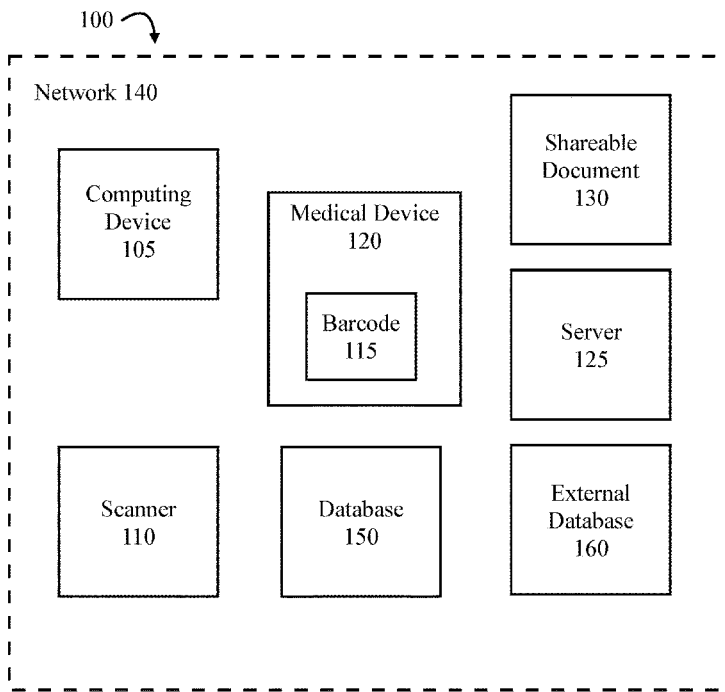 100
Network 140
Computing
Device
105
Medical Device
120
Barcode
115
Shareable
Document
130
Server
125
Scanner
110
Database
150
External
Database
160